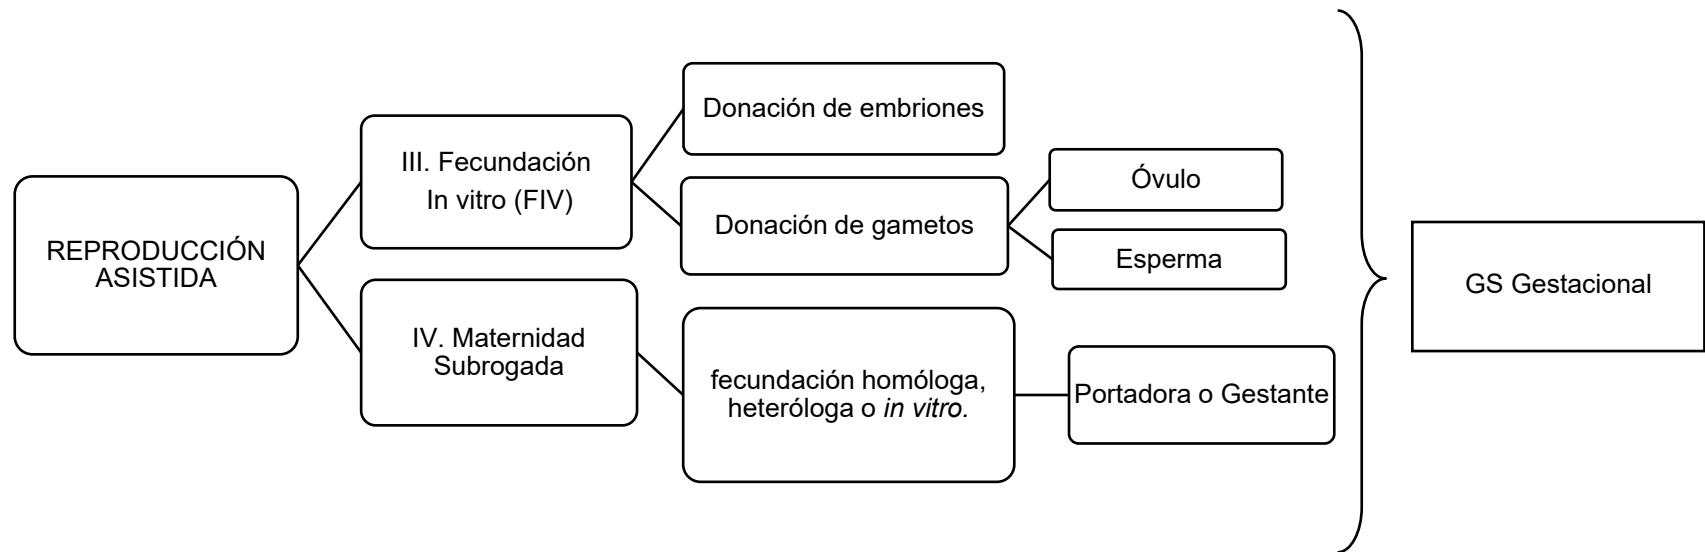 REPRODUCCIÓN
ASISTIDA
III. Fecundación
In vitro (FIV)
Donación de embriones
Donación de gametos
Óvulo
Esperma
IV. Maternidad
Subrogada
fecundación homóloga,
heteróloga o in vitro.
Portadora o Gestante
GS Gestacional